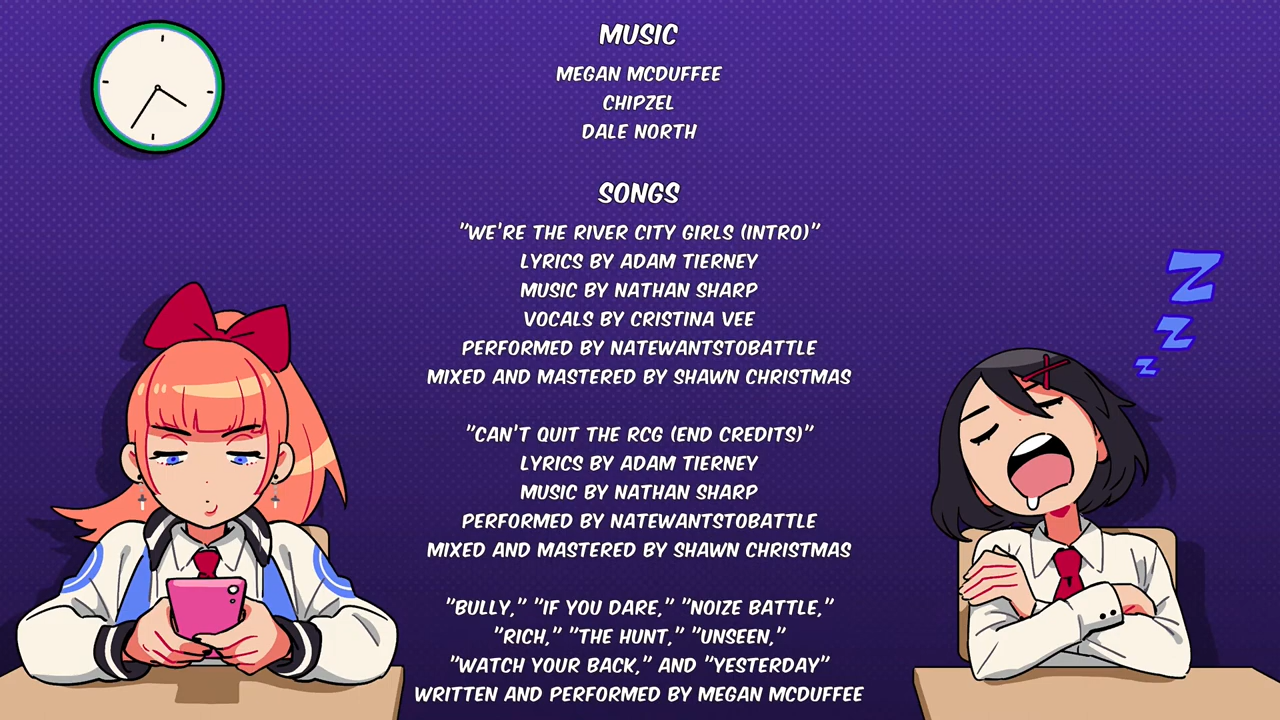 MUSIC
MEGAN MCDUFFEE
CHIPZEL
DALE NORTH
SONGS
"WE'RE THE RIVER CITY GIRLS (INTRO)"
LYRICS BY ADAM TIERNEY
MUSIC BY NATHAN SHARP
VOCALS BY CRISTINA VEE
PERFORMED BY NATEWANTSTOBATTLE
MIXED AND MASTERED BY SHAWN CHRISTMAS
"CAN'T QUIT THE RCG (END CREDITS)"
LYRICS BY ADAM TIERNEY
MUSIC BY NATHAN SHARP
PERFORMED BY NATEWANTSTOBATTLE
MIXED AND MASTERED BY SHAWN CHRISTMAS
"BULLY," "IF YOU DARE," "NOIZE BATTLE,"
"RICH," "THE HUNT," "UNSEEN,"
"WATCH YOUR BACK," AND "YESTERDAY"
WRITTEN AND PERFORMED BY MEGAN MCDUFFEE
Z
Z
Z